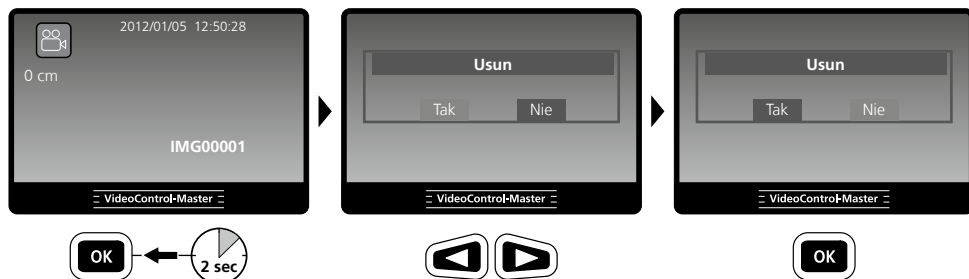 2012/01/05 12:50:28
0 cm
IMG00001
VideoControl-Master
OK
2 sec
Usun
Tak Nie
VideoControl-Master
Usun
Tak Nie
VideoControl-Master
OK